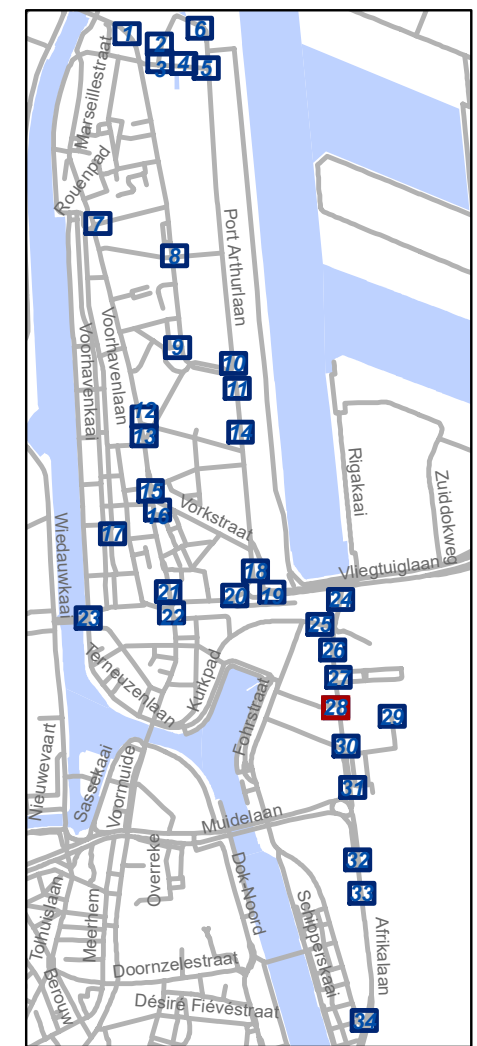 1
2
6
3
4
5
Marseillestraat
Rouenpad
7
Port Arthurlaan
8
Voorhavenlaan
Voorhavenkaai
9
10
11
12
13
14
Rigakaai
Zuiddokweg
15
16
Vorkstraat
17
Wiedauwkaai
18
Vliegtuiglaan
19
20
21
22
23
24
25
26
27
28
29
30
31
Terneuzenlaan
Kurkpad
Fohrstraat
Nieuwevaart
Sassekaai
Voormuide
Muidelaan
Overreke
32
33
Dok-Noord
Tolhuislaan
Meerhem
Schipperskaai
Afrikalaan
Doornzelestraat
Berouw
Désiré Fiévéstraat
34